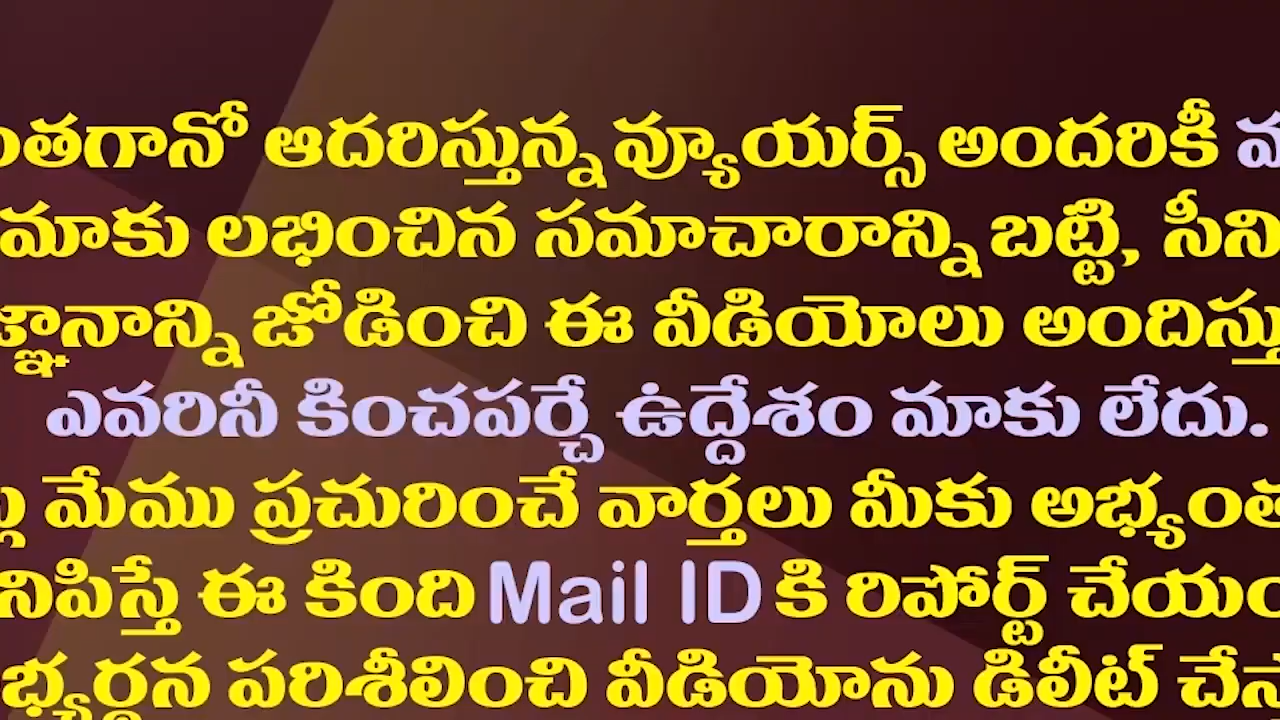 ఆదరిస్తున్న వ్యూయర్స్ అందరికీ
మాకు లభించిన సమాచారాన్ని బట్టి,
జోడించి ఈ వీడియోలు
ఎవరినీ కించపర్చే ఉద్దేశం మాకు లేదు.
మేము ప్రచురించే వార్తలు మీకు
ఈ కింది Mail ID కి రిపోర్ట్
పరిశీలించి వీడియోను డిలీట్